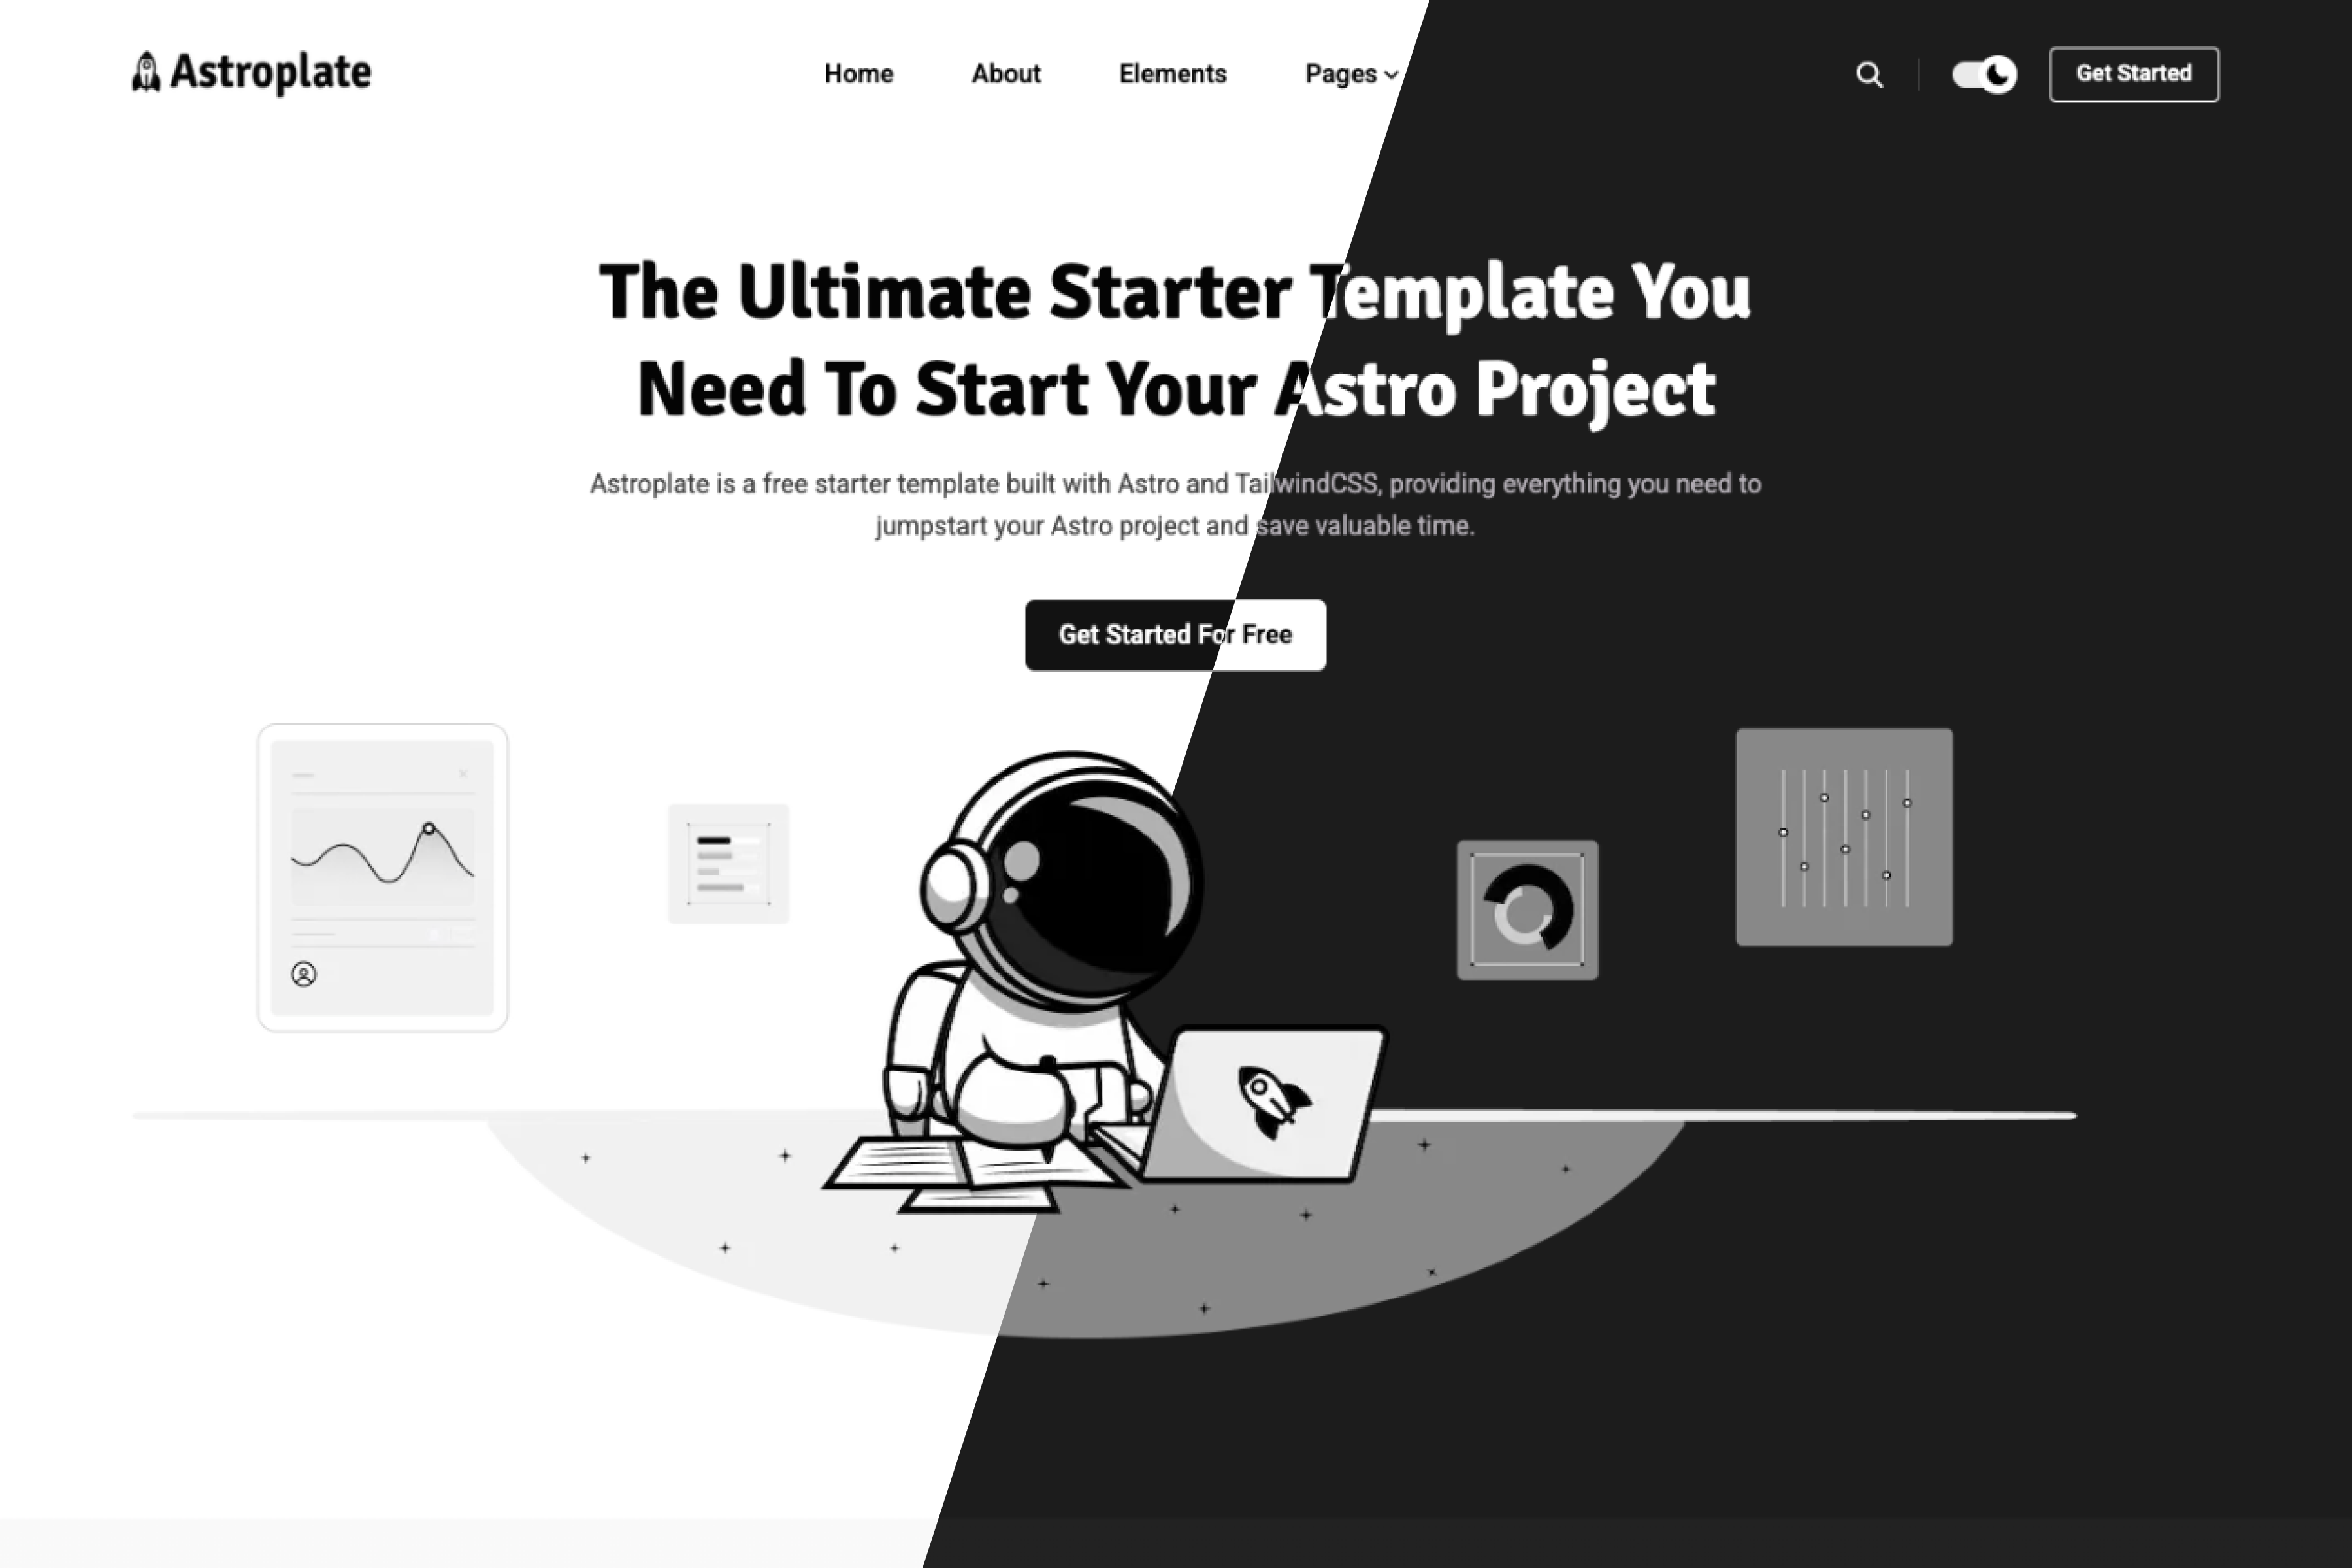 Astroplate
Home
About
Elements
Pages
Get Started
The Ultimate Starter Template You
Need To Start Your Astro Project
Astroplate is a free starter template built with Astro and TailwindCSS, providing everything you need to
jumpstart your Astro project and save valuable time.
Get Started For Free